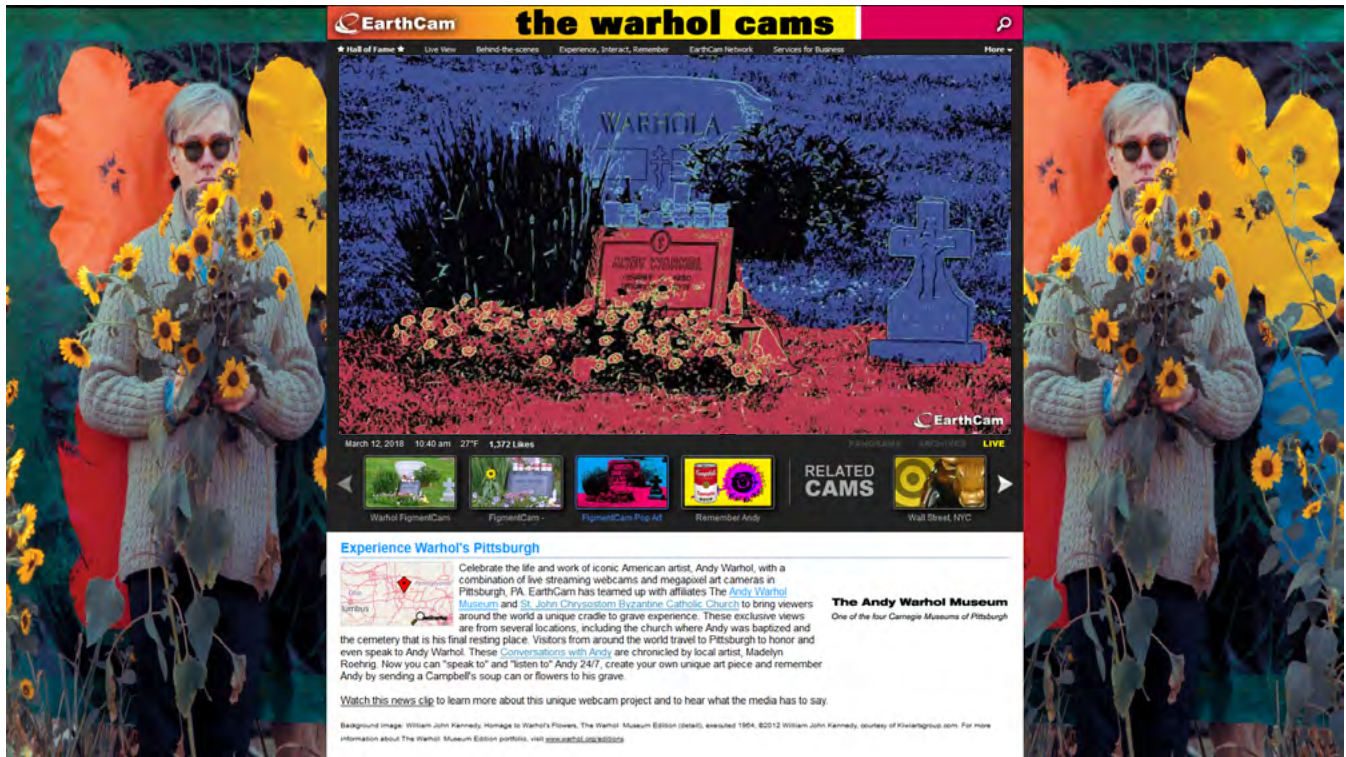 EarthCam
the warhol cams
★ Hall of Fame ★ Live View Behind-the-scenes Experience, Interact, Remember EarthCam Network Services for Business More
WARHOLA
ANDY WARHOL
EarthCam
March 12, 2018 10:40 am 27°F 1,372 Likes PANORAMA ARCHIVES LIVE
RELATED
CAMS
Warhol FigmentCam FigmentCam - FigmentCam Pop Art Remember Andy Wall Street, NYC
Experience Warhol's Pittsburgh
Celebrate the life and work of iconic American artist, Andy Warhol, with a
combination of live streaming webcams and megapixel art cameras in
Pittsburgh, PA. EarthCam has teamed up with affiliates The Andy Warhol
Museum and St. John Chrysostom Byzantine Catholic Church to bring viewers
around the world a unique cradle to grave experience. These exclusive views
are from several locations, including the church where Andy was baptized and
the cemetery that is his final resting place. Visitors from around the world travel to Pittsburgh to honor and
even speak to Andy Warhol. These Conversations with Andy are chronicled by local artist, Madelyn
Roehrig. Now you can "speak to" and "listen to" Andy 24/7, create your own unique art piece and remember
Andy by sending a Campbell's soup can or flowers to his grave.
The Andy Warhol Museum
One of the four Carnegie Museums of Pittsburgh
Watch this news clip to learn more about this unique webcam project and to hear what the media has to say.
Background image: William John Kennedy, Homage to Warhol's Flowers, The Warhol Museum Edition (detail), executed 1964, ©2012 William John Kennedy, courtesy of Kiwiartsgroup.com. For more
information about The Warhol Museum Edition portfolio, visit www.warhol.org/editions.